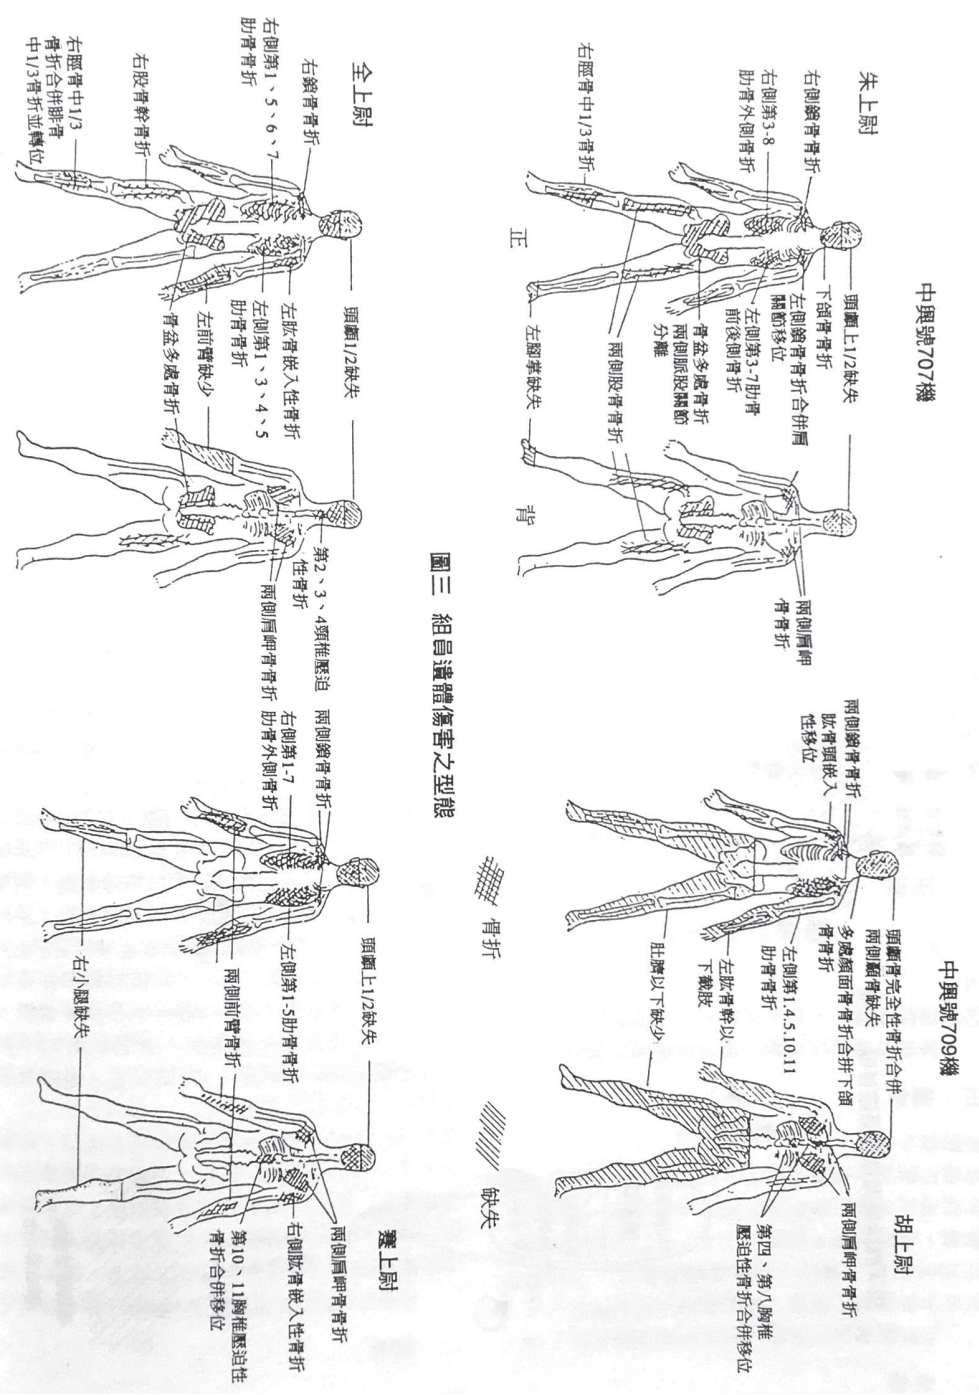 中興號707機
朱上尉
右側鎖骨骨折
右側第3-8
肋骨外側骨折
右脛骨中1/3骨折
正
頭顱上1/2缺失
下頷骨骨折
左側鎖骨骨折合併肩
關節移位
左側第3-7肋骨
前後側骨折
骨盆多處骨折
兩側脈股關節
分離
兩側股骨骨折
左腳掌缺失
背
兩側肩岬
骨骨折
中興號709機
胡上尉
兩側鎖骨骨折
肱骨頭嵌入
性移位
頭顱骨完全性骨折合併
兩側顳骨缺失
多處顏面骨骨折合拼下頷
骨骨折
左側第1.4.5.10.11
肋骨骨折
左肱骨幹以
下截肢
肚臍以下缺少
兩側肩岬骨骨折
第四、第八胸椎
壓迫性骨折合併移位
骨折
缺失
圖三 組員遺體傷害之型態
全上尉
右鎖骨骨折
右側第1、5、6、7
肋骨骨折
右股骨幹骨折
右脛骨中1/3
骨折合併腓骨
中1/3骨折並轉位
頭顱1/2缺失
左肱骨嵌入性骨折
左側第1、3、4、5
肋骨骨折
左前臂缺少
骨盆多處骨折
第2、3、4頸椎壓迫
性骨折
兩側肩岬骨骨折
塞上尉
兩側鎖骨骨折
右側第1-7
肋骨外側骨折
頭顱上1/2缺失
左側第1-5肋骨骨折
兩側前臂骨折
右小腿缺失
兩側肩岬骨骨折
右側肱骨嵌入性骨折
第10、11胸椎壓迫性
骨折合併移位